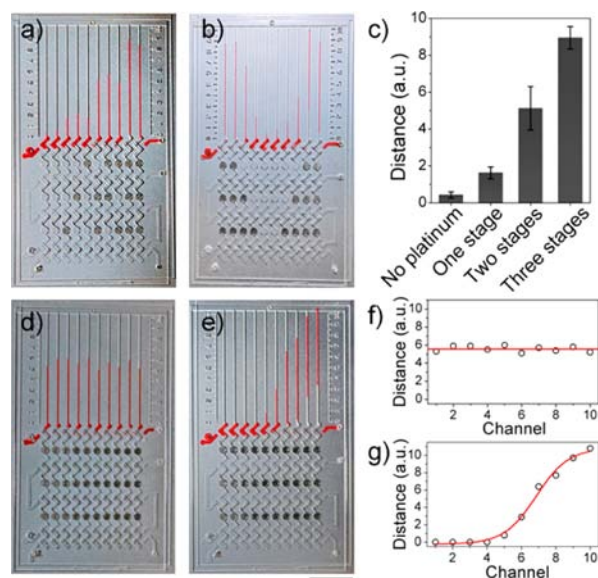 a)
b)
c)
10
8
6
4
2
0
Distance (a.u.)
No platinum
One stage
Two stages
Three stages
d)
e)
f)
10
8
6
4
2
0
Distance (a.u.)
2 4 6 8 10
Channel
g)
10
8
6
4
2
0
Distance (a.u.)
2 4 6 8 10
Channel